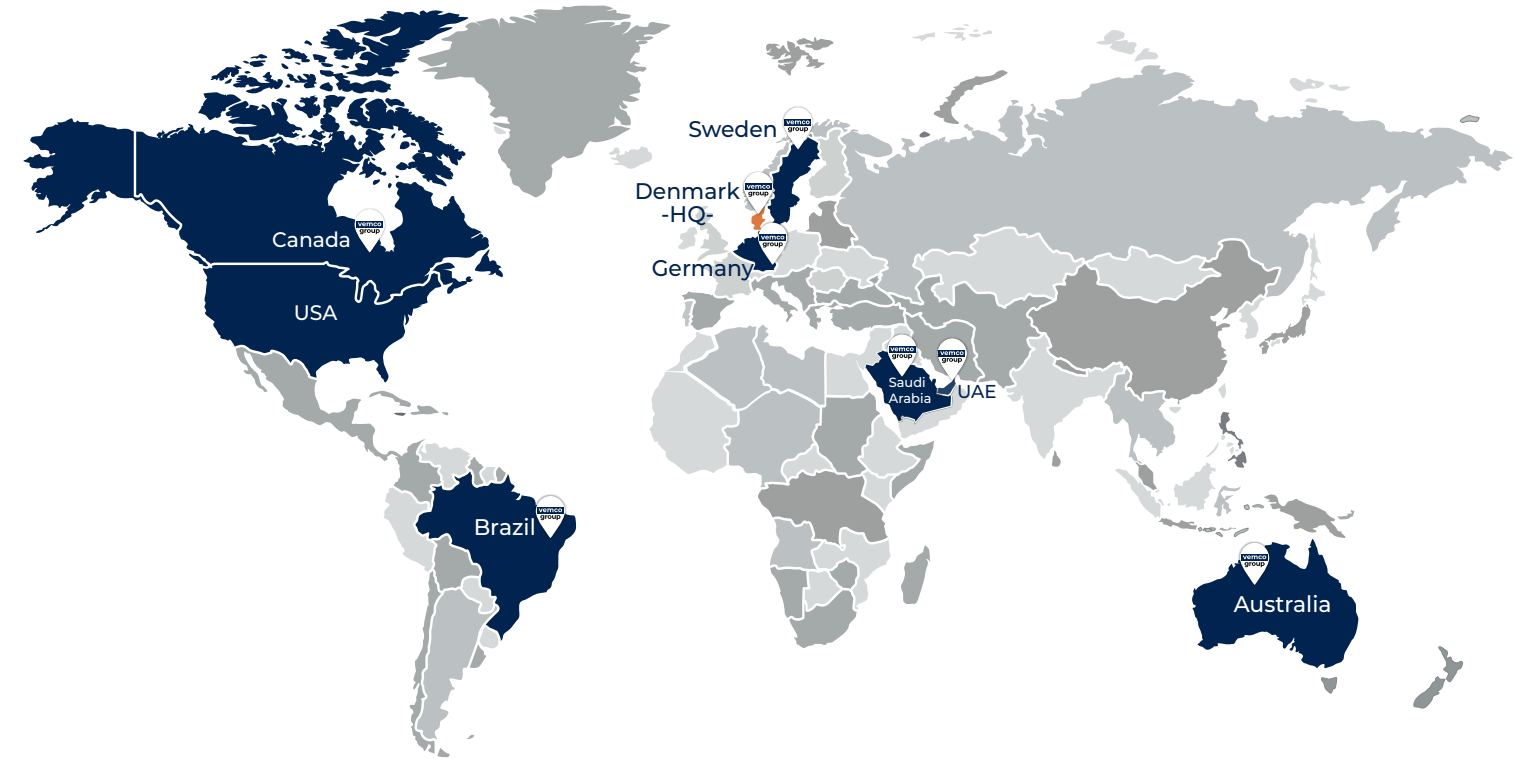 vemco
group
Sweden
vemco
group
Denmark
-HQ-
vemco
group
Canada
vemco
group
Germany
USA
vemco
group
vemco
group
Saudi
Arabia
UAE
vemco
group
Brazil
vemco
group
Australia